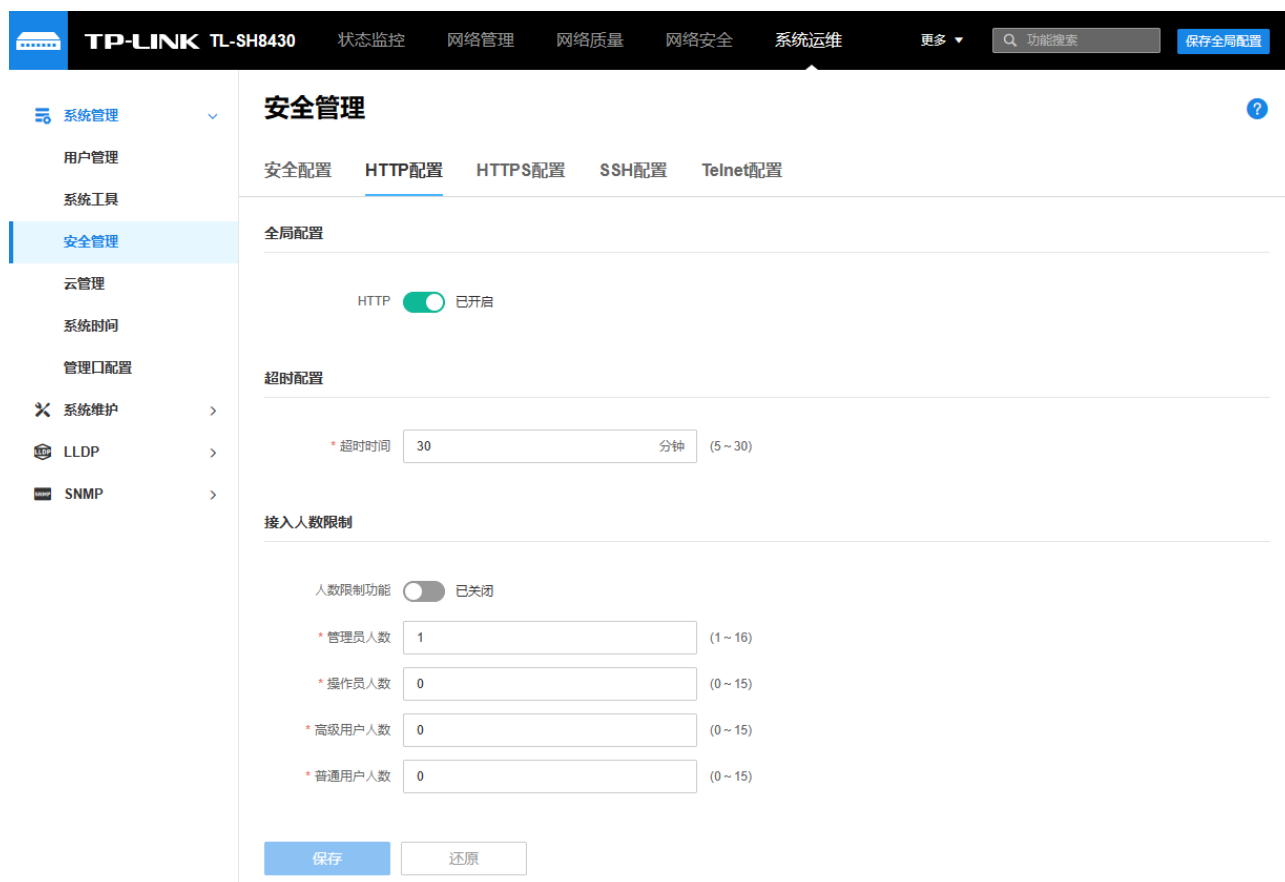 TP-LINK TL-SH8430 状态监控 网络管理 网络质量 网络安全 系统运维 更多 功能搜索 保存全局配置
系统管理
用户管理
系统工具
安全管理
云管理
系统时间
管理口配置
系统维护
LLDP LLDP
SNMP
安全管理
安全配置 HTTP配置 HTTPS配置 SSH配置 Telnet配置
全局配置
HTTP 已开启
超时配置
* 超时时间 30 分钟 (5 ~ 30)
接入人数限制
人数限制功能 已关闭
* 管理员人数 1 (1 ~ 16)
* 操作员人数 0 (0 ~ 15)
* 高级用户人数 0 (0 ~ 15)
* 普通用户人数 0 (0 ~ 15)
保存 还原